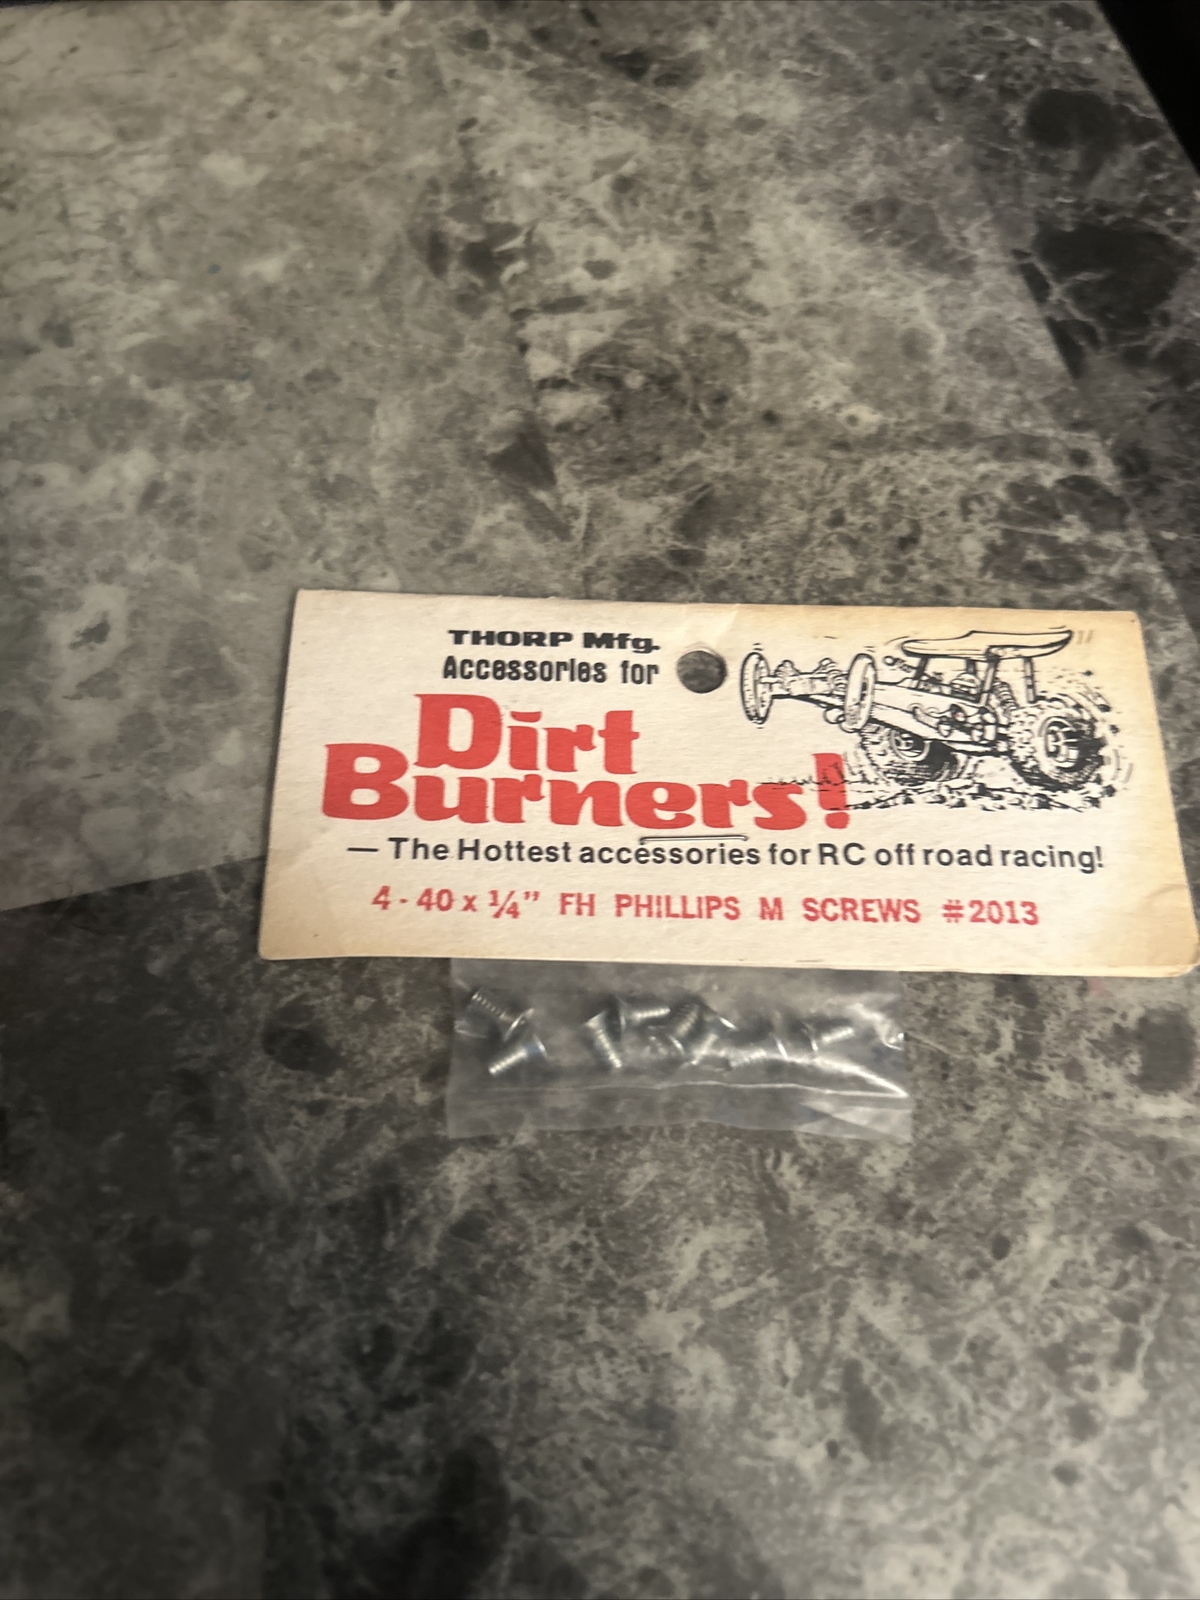 THORP Mfg.
Accessories for
Dirt
Burners!
— The Hottest accessories for RC off road racing!
4-40 x ¼" FH PHILLIPS M SCREWS #2013